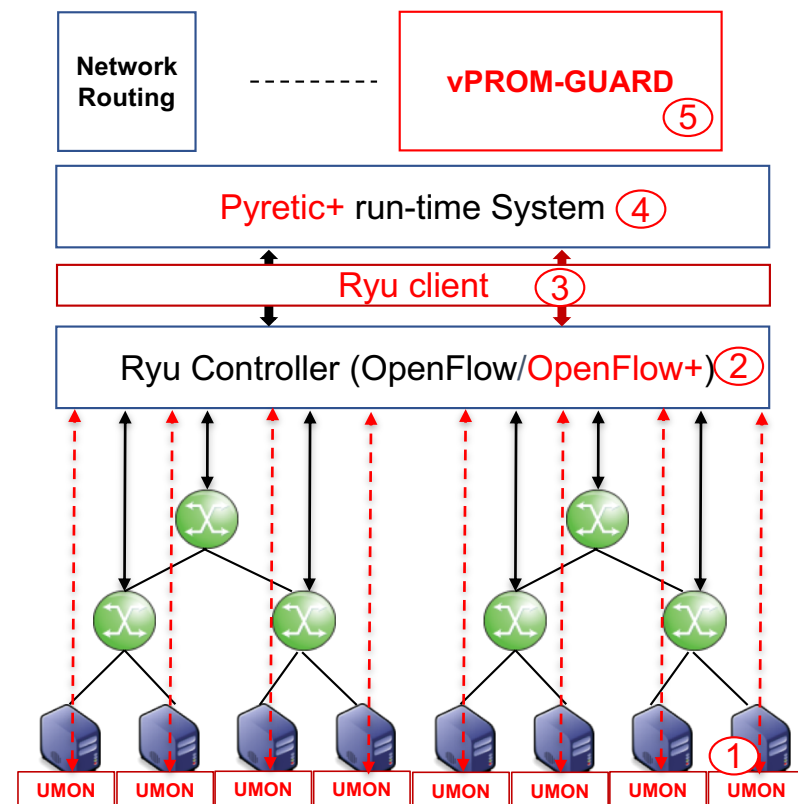 Network
Routing
vPROM-GUARD
5
Pyretic+ run-time System 4
Ryu client 3
Ryu Controller (OpenFlow/OpenFlow+) 2
1
UMON UMON UMON UMON UMON UMON UMON UMON